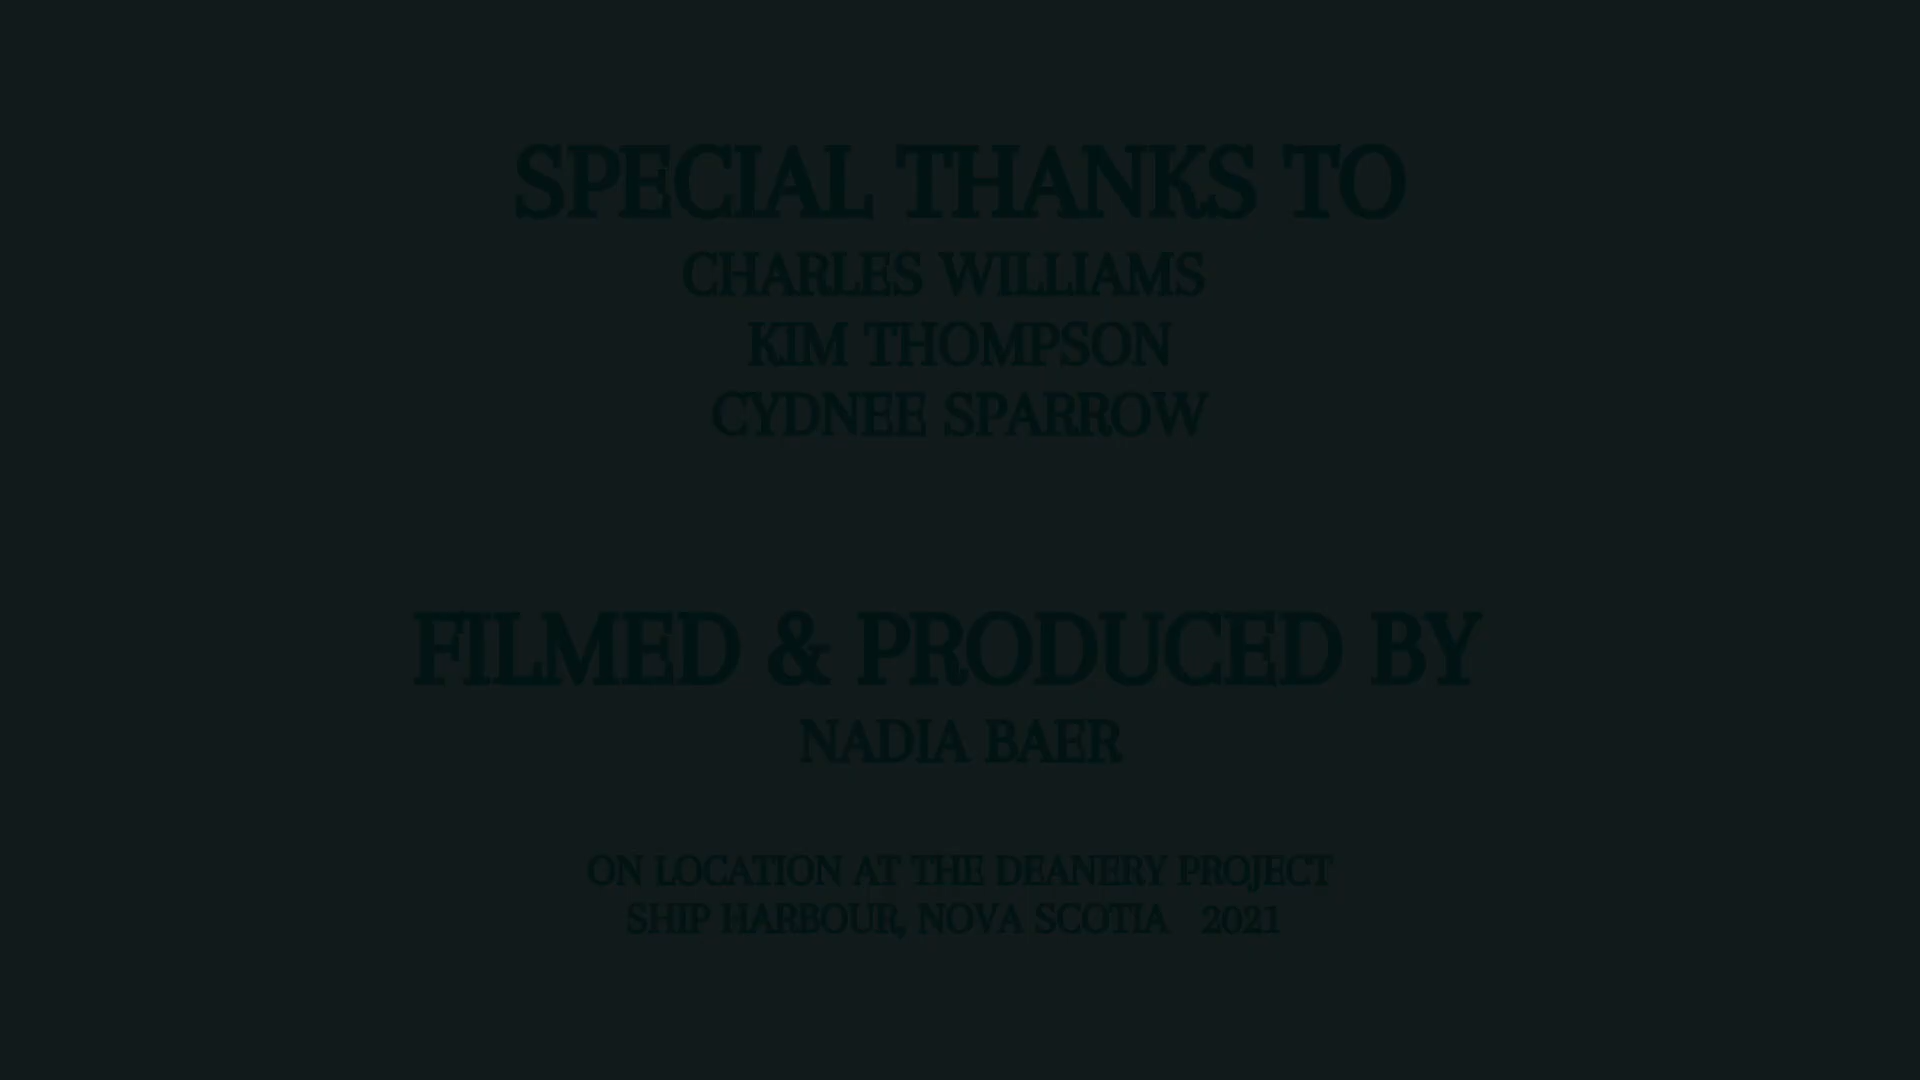 SPECIAL THANKS TO
CHARLES WILLIAMS
KIM THOMPSON
CYDNEE SPARROW
FILMED & PRODUCED BY
NADIA BAER
ON LOCATION AT THE DEANERY PROJECT
SHIP HARBOUR, NOVA SCOTIA 2021